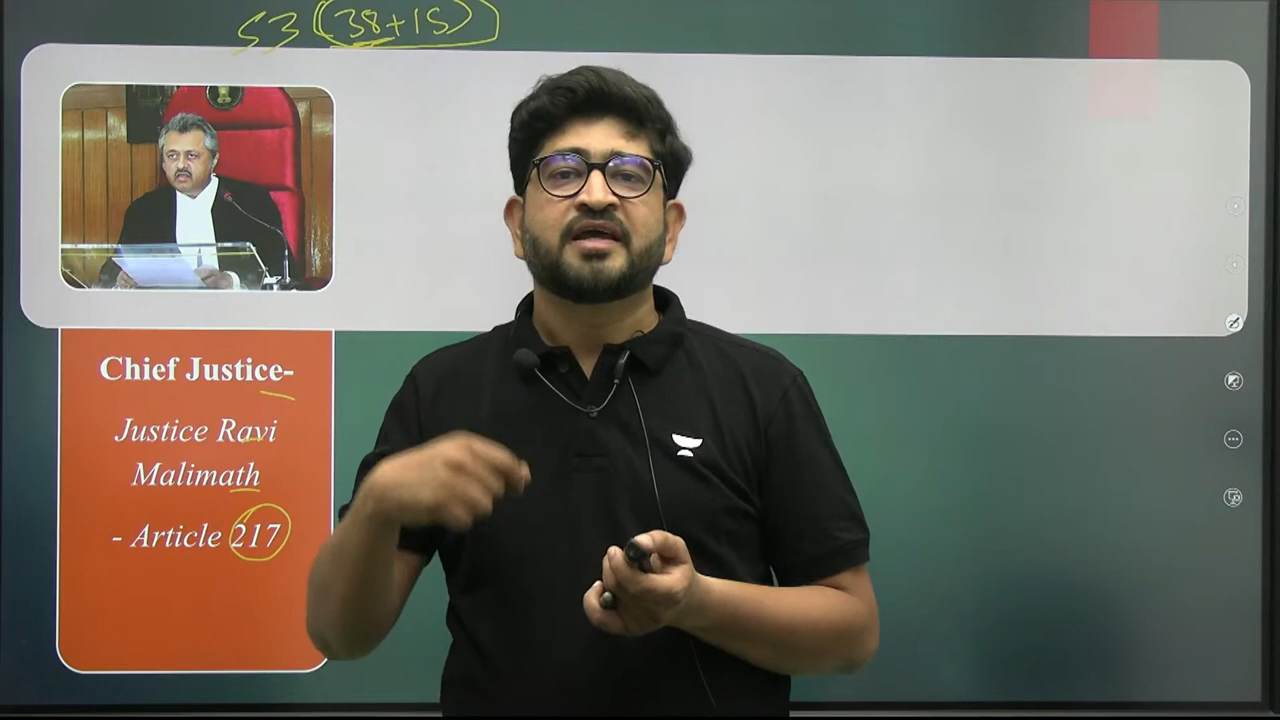 53 (38+15)
Chief Justice-
Justice Ravi
Malimath
- Article 217